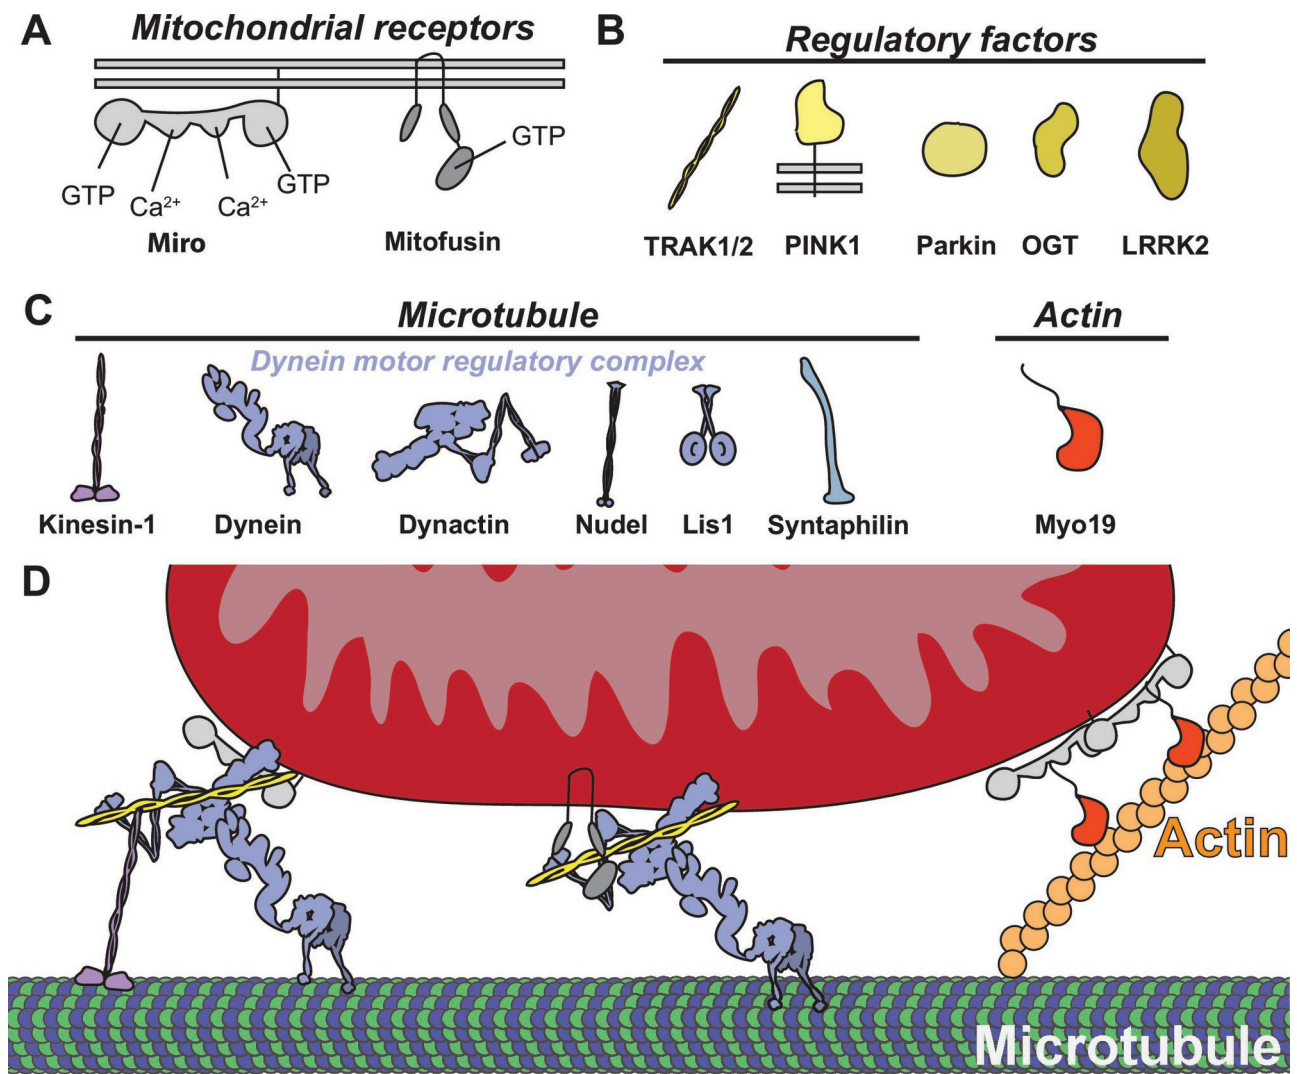 A
Mitochondrial receptors
GTP
GTP
Ca2+
Ca2+
GTP
Miro
Mitofusin
B
Regulatory factors
TRAK1/2
PINK1
Parkin
OGT
LRRK2
C
Microtubule
Actin
Dynein motor regulatory complex
Kinesin-1
Dynein
Dynactin
Nudel
Lis1
Syntaphilin
Myo19
D
Actin
Microtubule